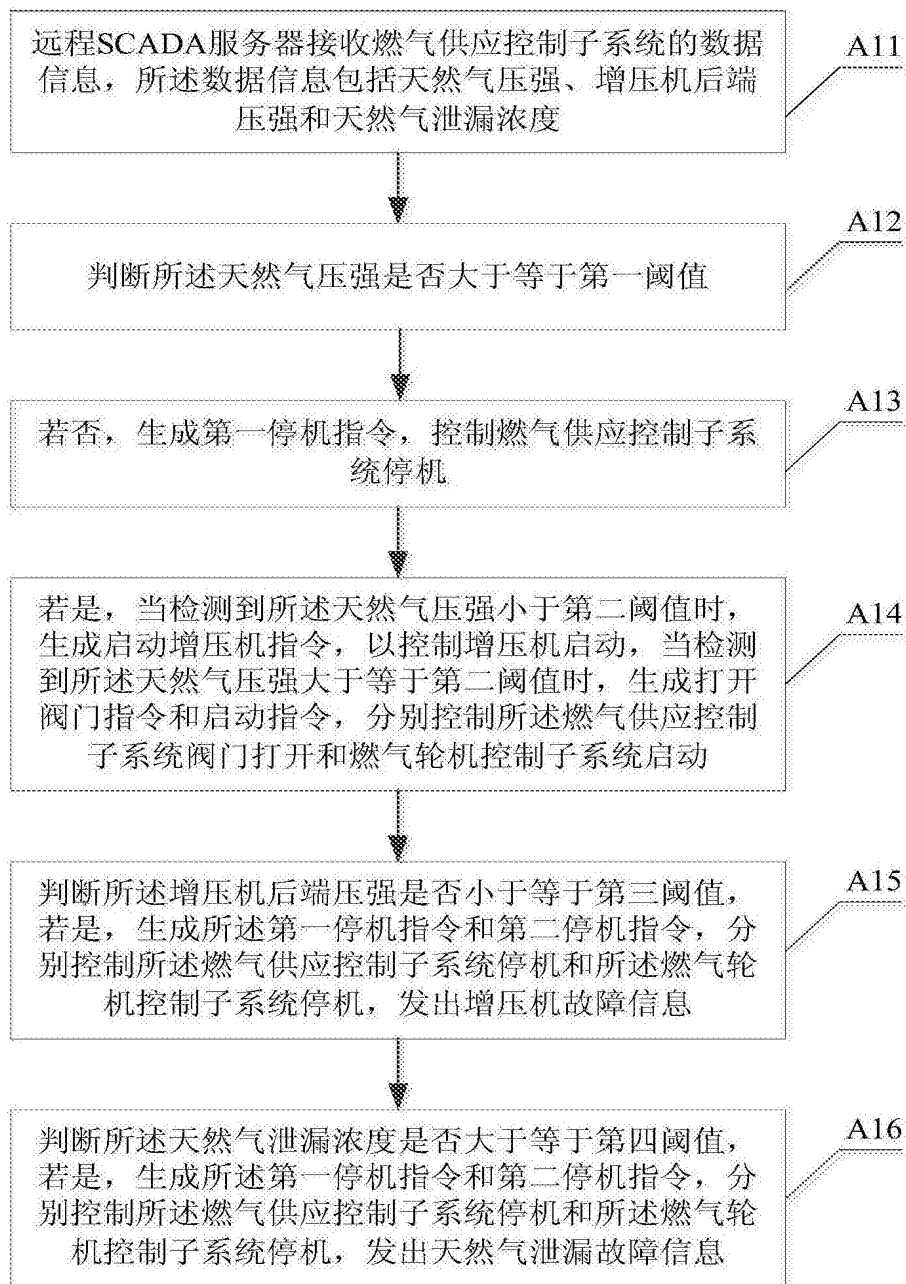 远程SCADA服务器接收燃气供应控制子系统的数据
信息，所述数据信息包括天然气压强、增压机后端
压强和天然气泄漏浓度
A11
判断所述天然气压强是否大于等于第一阈值
A12
若否，生成第一停机指令，控制燃气供应控制子系
统停机
A13
若是，当检测到所述天然气压强小于第二阈值时，
生成启动增压机指令，以控制增压机启动，当检测
到所述天然气压强大于等于第二阈值时，生成打开
阀门指令和启动指令，分别控制所述燃气供应控制
子系统阀门打开和燃气轮机控制子系统启动
A14
判断所述增压机后端压强是否小于等于第三阈值，
若是，生成所述第一停机指令和第二停机指令，分
别控制所述燃气供应控制子系统停机和所述燃气轮
机控制子系统停机，发出增压机故障信息
A15
判断所述天然气泄漏浓度是否大于等于第四阈值，
若是，生成所述第一停机指令和第二停机指令，分
别控制所述燃气供应控制子系统停机和所述燃气轮
机控制子系统停机，发出天然气泄漏故障信息
A16